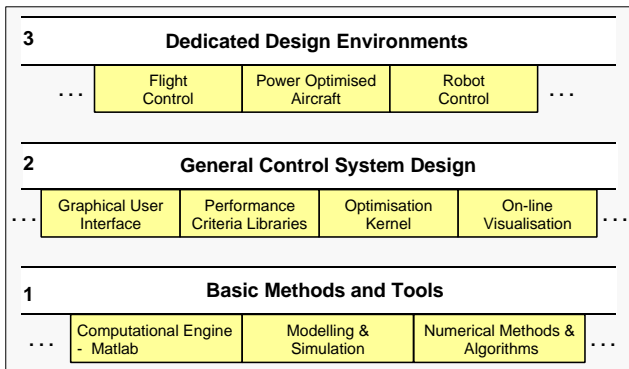 3 Dedicated Design Environments
... Flight Control Power Optimised Aircraft Robot Control ...
2 General Control System Design
... Graphical User Interface Performance Criteria Libraries Optimisation Kernel On-line Visualisation ...
1 Basic Methods and Tools
... Computational Engine - Matlab Modelling & Simulation Numerical Methods & Algorithms ...